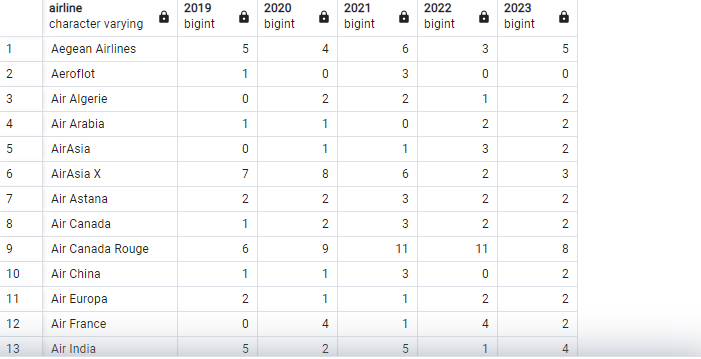 airline 2019 2020 2021 2022 2023
character varying bigint bigint bigint bigint bigint
1 Aegean Airlines 5 4 6 3 5
2 Aeroflot 1 0 3 0 0
3 Air Algerie 0 2 2 1 2
4 Air Arabia 1 1 0 2 2
5 AirAsia 0 1 1 3 2
6 AirAsia X 7 8 6 2 3
7 Air Astana 2 2 3 2 2
8 Air Canada 1 2 3 2 2
9 Air Canada Rouge 6 9 11 11 8
10 Air China 1 1 3 0 2
11 Air Europa 2 1 1 2 2
12 Air France 0 4 1 4 2
13 Air India 5 2 5 1 4